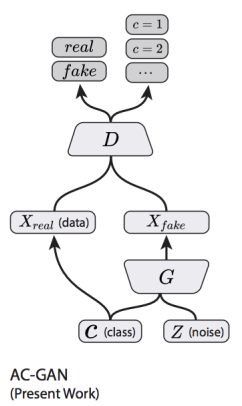 real
fake
c = 1
c = 2
...
D
X_real (data)
X_fake
G
C (class)
Z (noise)
AC-GAN
(Present Work)